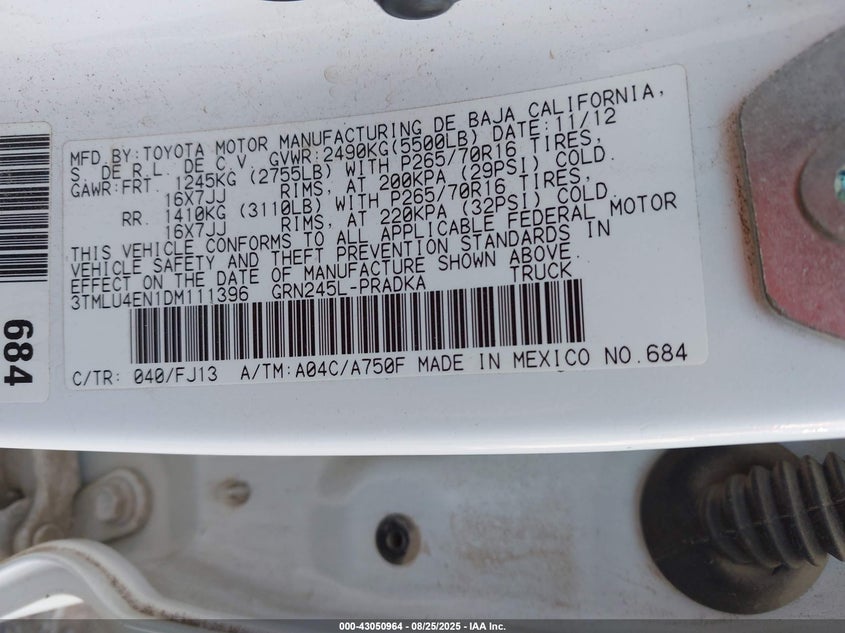 MFD.BY:TOYOTA MOTOR MANUFACTURING DE BAJA CALIFORNIA,
S. DE R.L. DE C.V. GVWR:2490KG(5500LB) DATE:11/12
GAWR:FRT. 1245KG (2755LB) WITH P265/70R16 TIRES,
16X7JJ RIMS, AT 200KPA (29PSI) COLD.
RR. 1410KG (3110LB) WITH P265/70R16 TIRES,
16X7JJ RIMS, AT 220KPA (32PSI) COLD.
THIS VEHICLE CONFORMS TO ALL APPLICABLE FEDERAL MOTOR
VEHICLE SAFETY AND THEFT PREVENTION STANDARDS IN
EFFECT ON THE DATE OF MANUFACTURE SHOWN ABOVE.
3TMLU4EN1DM111396 GRN245L-PRADKA TRUCK
C/TR: 040/FJ13 A/TM:A04C/A750F MADE IN MEXICO NO.684
684
000-43050964 - 08/25/2025 - IAA Inc.